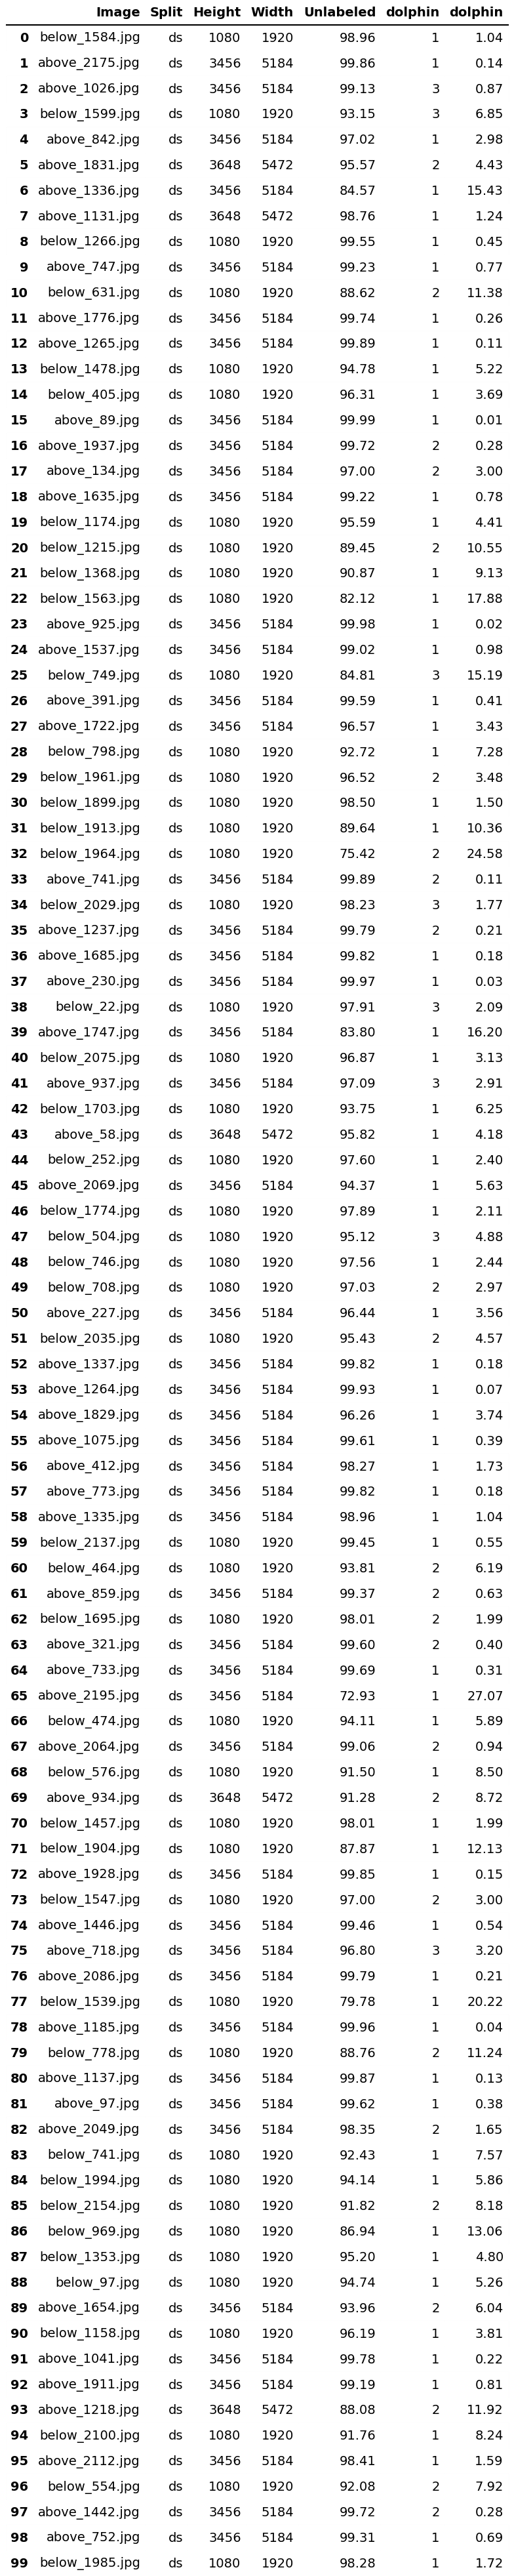 Image Split Height Width Unlabeled dolphin dolphin
0 below_1584.jpg ds 1080 1920 98.96 1 1.04
1 above_2175.jpg ds 3456 5184 99.86 1 0.14
2 above_1026.jpg ds 3456 5184 99.13 3 0.87
3 below_1599.jpg ds 1080 1920 93.15 3 6.85
4 above_842.jpg ds 3456 5184 97.02 1 2.98
5 above_1831.jpg ds 3648 5472 95.57 2 4.43
6 above_1336.jpg ds 3456 5184 84.57 1 15.43
7 above_1131.jpg ds 3648 5472 98.76 1 1.24
8 below_1266.jpg ds 1080 1920 99.55 1 0.45
9 above_747.jpg ds 3456 5184 99.23 1 0.77
10 below_631.jpg ds 1080 1920 88.62 2 11.38
11 above_1776.jpg ds 3456 5184 99.74 1 0.26
12 above_1265.jpg ds 3456 5184 99.89 1 0.11
13 below_1478.jpg ds 1080 1920 94.78 1 5.22
14 below_405.jpg ds 1080 1920 96.31 1 3.69
15 above_89.jpg ds 3456 5184 99.99 1 0.01
16 above_1937.jpg ds 3456 5184 99.72 2 0.28
17 above_134.jpg ds 3456 5184 97.00 2 3.00
18 above_1635.jpg ds 3456 5184 99.22 1 0.78
19 below_1174.jpg ds 1080 1920 95.59 1 4.41
20 below_1215.jpg ds 1080 1920 89.45 2 10.55
21 below_1368.jpg ds 1080 1920 90.87 1 9.13
22 below_1563.jpg ds 1080 1920 82.12 1 17.88
23 above_925.jpg ds 3456 5184 99.98 1 0.02
24 above_1537.jpg ds 3456 5184 99.02 1 0.98
25 below_749.jpg ds 1080 1920 84.81 3 15.19
26 above_391.jpg ds 3456 5184 99.59 1 0.41
27 above_1722.jpg ds 3456 5184 96.57 1 3.43
28 below_798.jpg ds 1080 1920 92.72 1 7.28
29 below_1961.jpg ds 1080 1920 96.52 2 3.48
30 below_1899.jpg ds 1080 1920 98.50 1 1.50
31 below_1913.jpg ds 1080 1920 89.64 1 10.36
32 below_1964.jpg ds 1080 1920 75.42 2 24.58
33 above_741.jpg ds 3456 5184 99.89 2 0.11
34 below_2029.jpg ds 1080 1920 98.23 3 1.77
35 above_1237.jpg ds 3456 5184 99.79 2 0.21
36 above_1685.jpg ds 3456 5184 99.82 1 0.18
37 above_230.jpg ds 3456 5184 99.97 1 0.03
38 below_22.jpg ds 1080 1920 97.91 3 2.09
39 above_1747.jpg ds 3456 5184 83.80 1 16.20
40 below_2075.jpg ds 1080 1920 96.87 1 3.13
41 above_937.jpg ds 3456 5184 97.09 3 2.91
42 below_1703.jpg ds 1080 1920 93.75 1 6.25
43 above_58.jpg ds 3648 5472 95.82 1 4.18
44 below_252.jpg ds 1080 1920 97.60 1 2.40
45 above_2069.jpg ds 3456 5184 94.37 1 5.63
46 below_1774.jpg ds 1080 1920 97.89 1 2.11
47 below_504.jpg ds 1080 1920 95.12 3 4.88
48 below_746.jpg ds 1080 1920 97.56 1 2.44
49 below_708.jpg ds 1080 1920 97.03 2 2.97
50 above_227.jpg ds 3456 5184 96.44 1 3.56
51 below_2035.jpg ds 1080 1920 95.43 2 4.57
52 above_1337.jpg ds 3456 5184 99.82 1 0.18
53 above_1264.jpg ds 3456 5184 99.93 1 0.07
54 above_1829.jpg ds 3456 5184 96.26 1 3.74
55 above_1075.jpg ds 3456 5184 99.61 1 0.39
56 above_412.jpg ds 3456 5184 98.27 1 1.73
57 above_773.jpg ds 3456 5184 99.82 1 0.18
58 above_1335.jpg ds 3456 5184 98.96 1 1.04
59 below_2137.jpg ds 1080 1920 99.45 1 0.55
60 below_464.jpg ds 1080 1920 93.81 2 6.19
61 above_859.jpg ds 3456 5184 99.37 2 0.63
62 below_1695.jpg ds 1080 1920 98.01 2 1.99
63 above_321.jpg ds 3456 5184 99.60 2 0.40
64 above_733.jpg ds 3456 5184 99.69 1 0.31
65 above_2195.jpg ds 3456 5184 72.93 1 27.07
66 below_474.jpg ds 1080 1920 94.11 1 5.89
67 above_2064.jpg ds 3456 5184 99.06 2 0.94
68 below_576.jpg ds 1080 1920 91.50 1 8.50
69 above_934.jpg ds 3648 5472 91.28 2 8.72
70 below_1457.jpg ds 1080 1920 98.01 1 1.99
71 below_1904.jpg ds 1080 1920 87.87 1 12.13
72 above_1928.jpg ds 3456 5184 99.85 1 0.15
73 below_1547.jpg ds 1080 1920 97.00 2 3.00
74 above_1446.jpg ds 3456 5184 99.46 1 0.54
75 above_718.jpg ds 3456 5184 96.80 3 3.20
76 above_2086.jpg ds 3456 5184 99.79 1 0.21
77 below_1539.jpg ds 1080 1920 79.78 1 20.22
78 above_1185.jpg ds 3456 5184 99.96 1 0.04
79 below_778.jpg ds 1080 1920 88.76 2 11.24
80 above_1137.jpg ds 3456 5184 99.87 1 0.13
81 above_97.jpg ds 3456 5184 99.62 1 0.38
82 above_2049.jpg ds 3456 5184 98.35 2 1.65
83 below_741.jpg ds 1080 1920 92.43 1 7.57
84 below_1994.jpg ds 1080 1920 94.14 1 5.86
85 below_2154.jpg ds 1080 1920 91.82 2 8.18
86 below_969.jpg ds 1080 1920 86.94 1 13.06
87 below_1353.jpg ds 1080 1920 95.20 1 4.80
88 below_97.jpg ds 1080 1920 94.74 1 5.26
89 above_1654.jpg ds 3456 5184 93.96 2 6.04
90 below_1158.jpg ds 1080 1920 96.19 1 3.81
91 above_1041.jpg ds 3456 5184 99.78 1 0.22
92 above_1911.jpg ds 3456 5184 99.19 1 0.81
93 above_1218.jpg ds 3648 5472 88.08 2 11.92
94 below_2100.jpg ds 1080 1920 91.76 1 8.24
95 above_2112.jpg ds 3456 5184 98.41 1 1.59
96 below_554.jpg ds 1080 1920 92.08 2 7.92
97 above_1442.jpg ds 3456 5184 99.72 2 0.28
98 above_752.jpg ds 3456 5184 99.31 1 0.69
99 below_1985.jpg ds 1080 1920 98.28 1 1.72